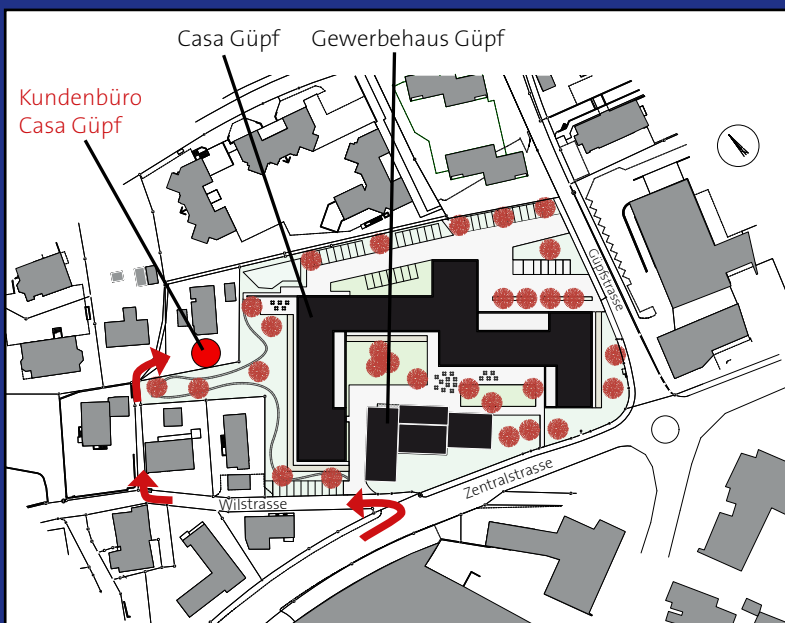 Casa Güpf
Gewerbehaus Güpf
Kundenbüro
Casa Güpf
Güpfstrasse
Zentralstrasse
Wilstrasse